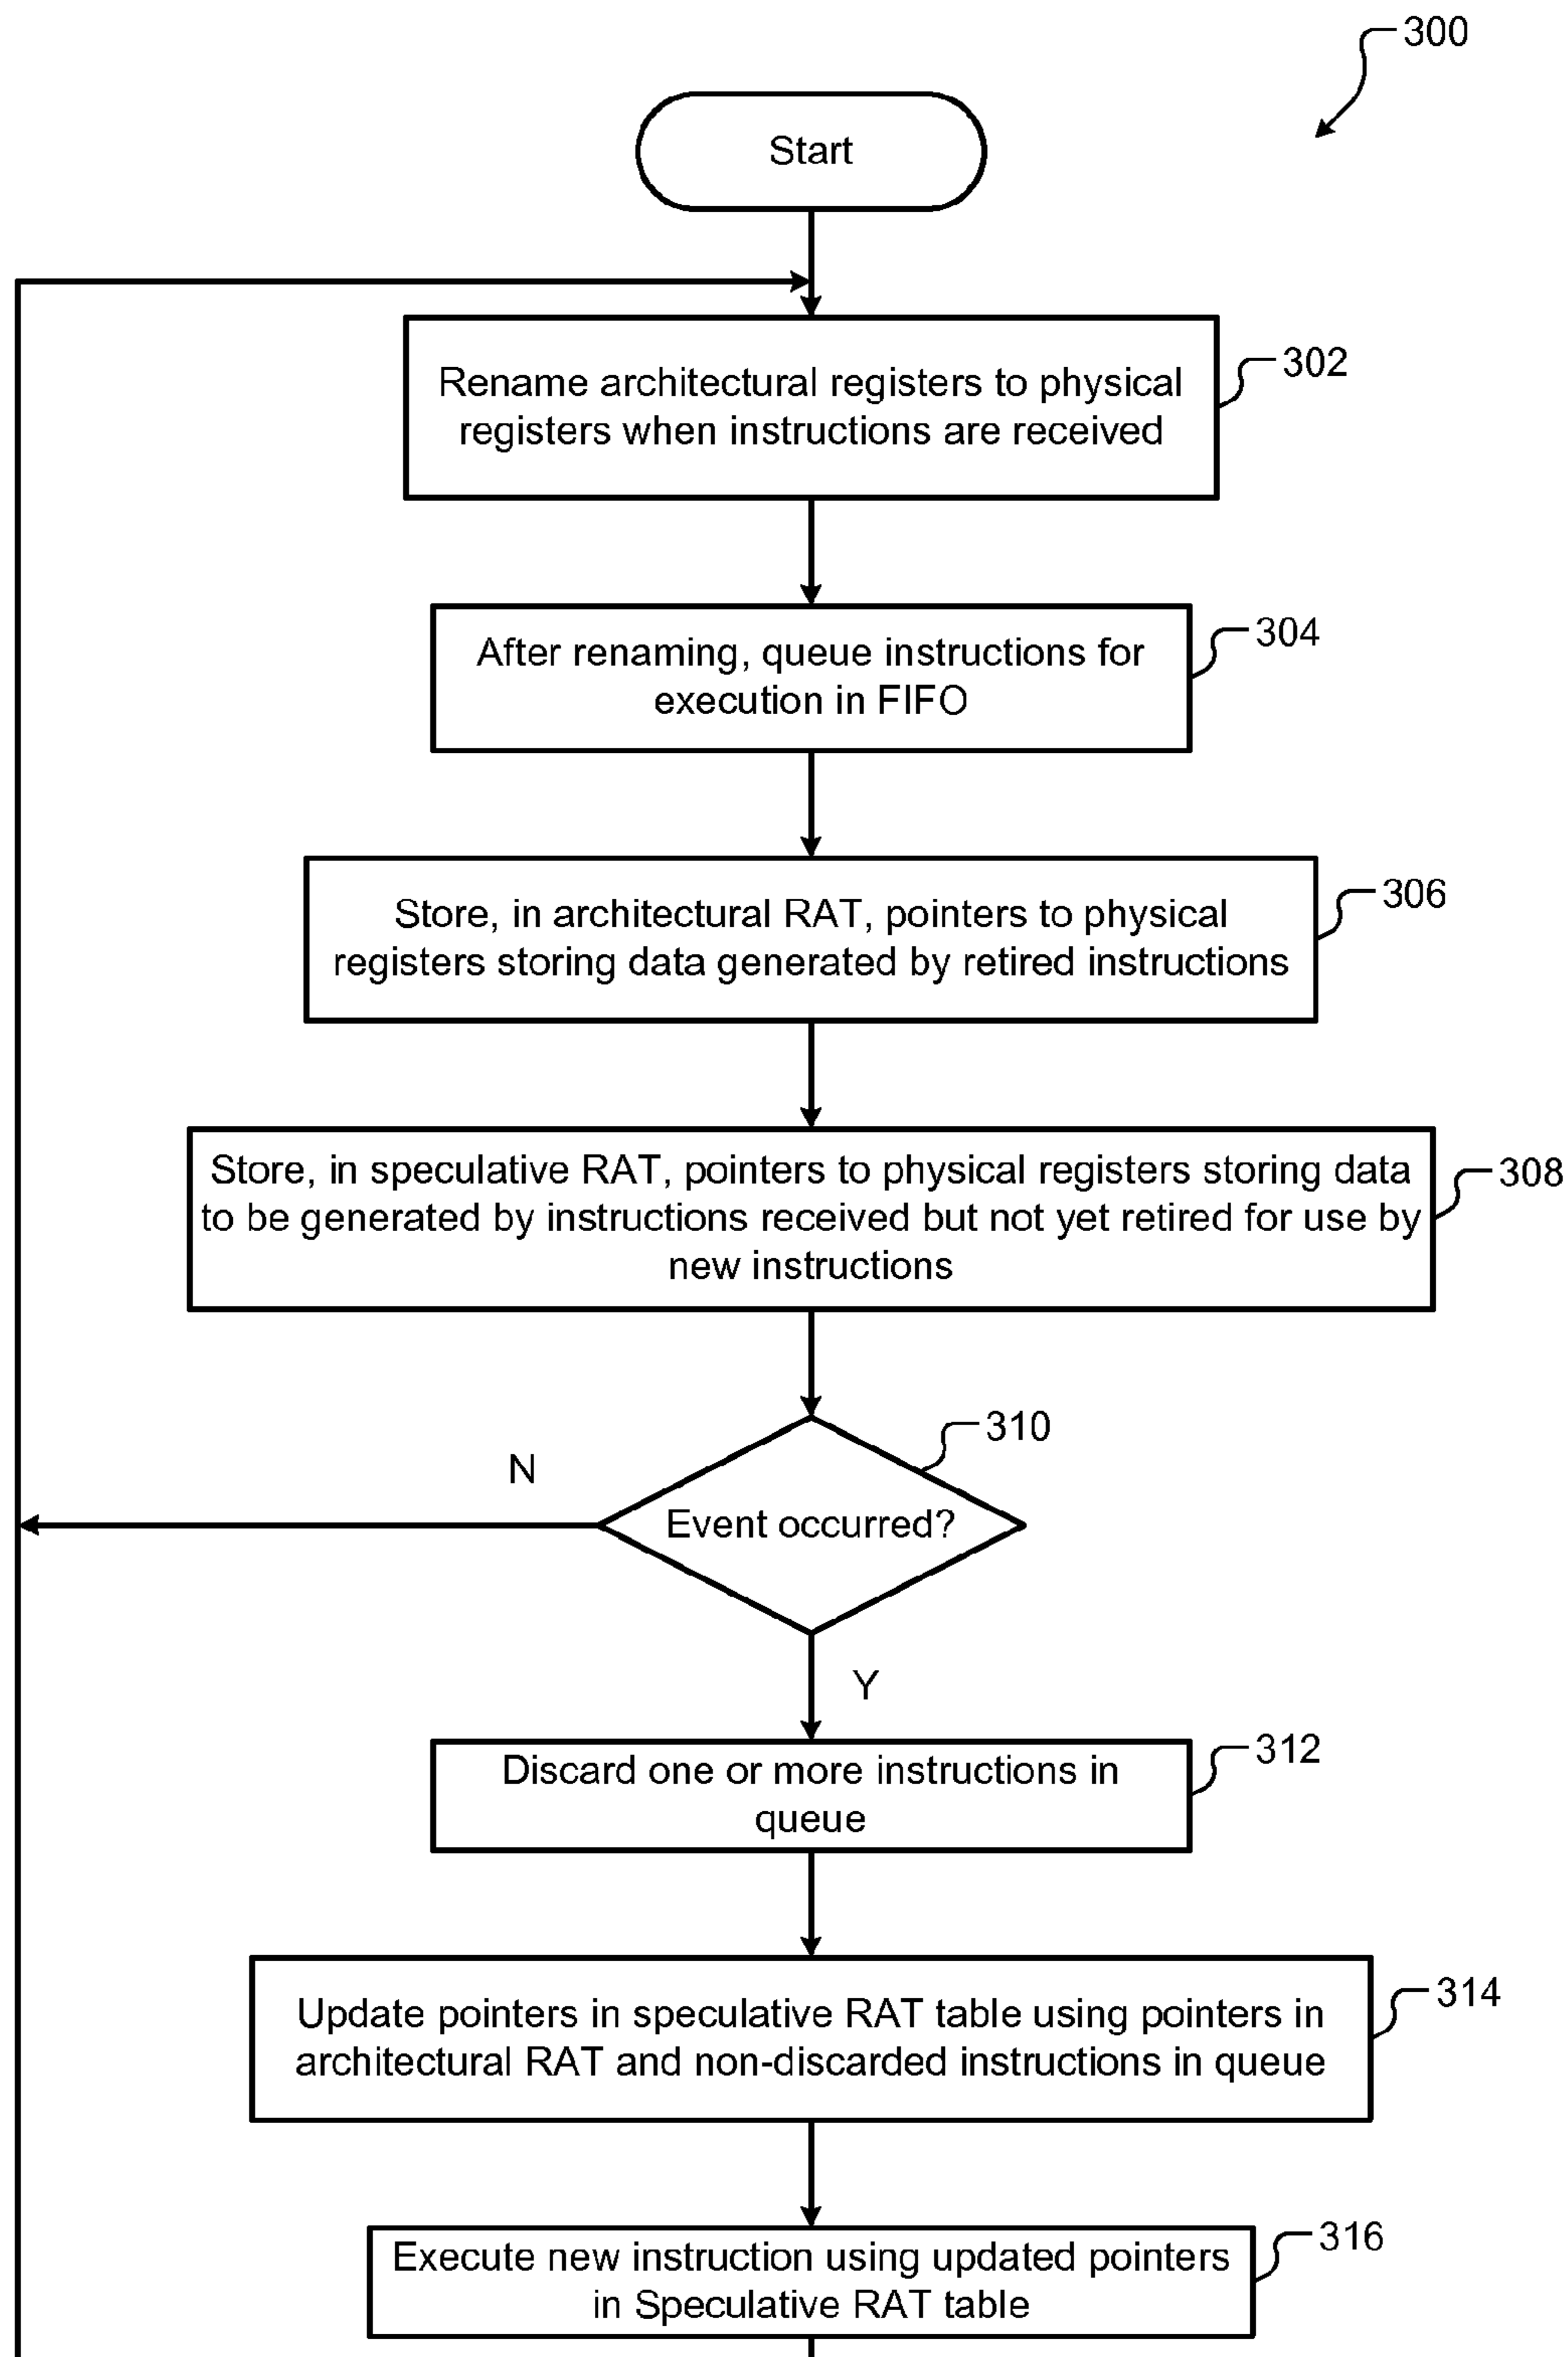 300
Start
Rename architectural registers to physical
registers when instructions are received
302
After renaming, queue instructions for
execution in FIFO
304
Store, in architectural RAT, pointers to physical
registers storing data generated by retired instructions
306
Store, in speculative RAT, pointers to physical registers storing data
to be generated by instructions received but not yet retired for use by
new instructions
308
Event occurred?
310
N
Y
Discard one or more instructions in
queue
312
Update pointers in speculative RAT table using pointers in
architectural RAT and non-discarded instructions in queue
314
Execute new instruction using updated pointers
in Speculative RAT table
316